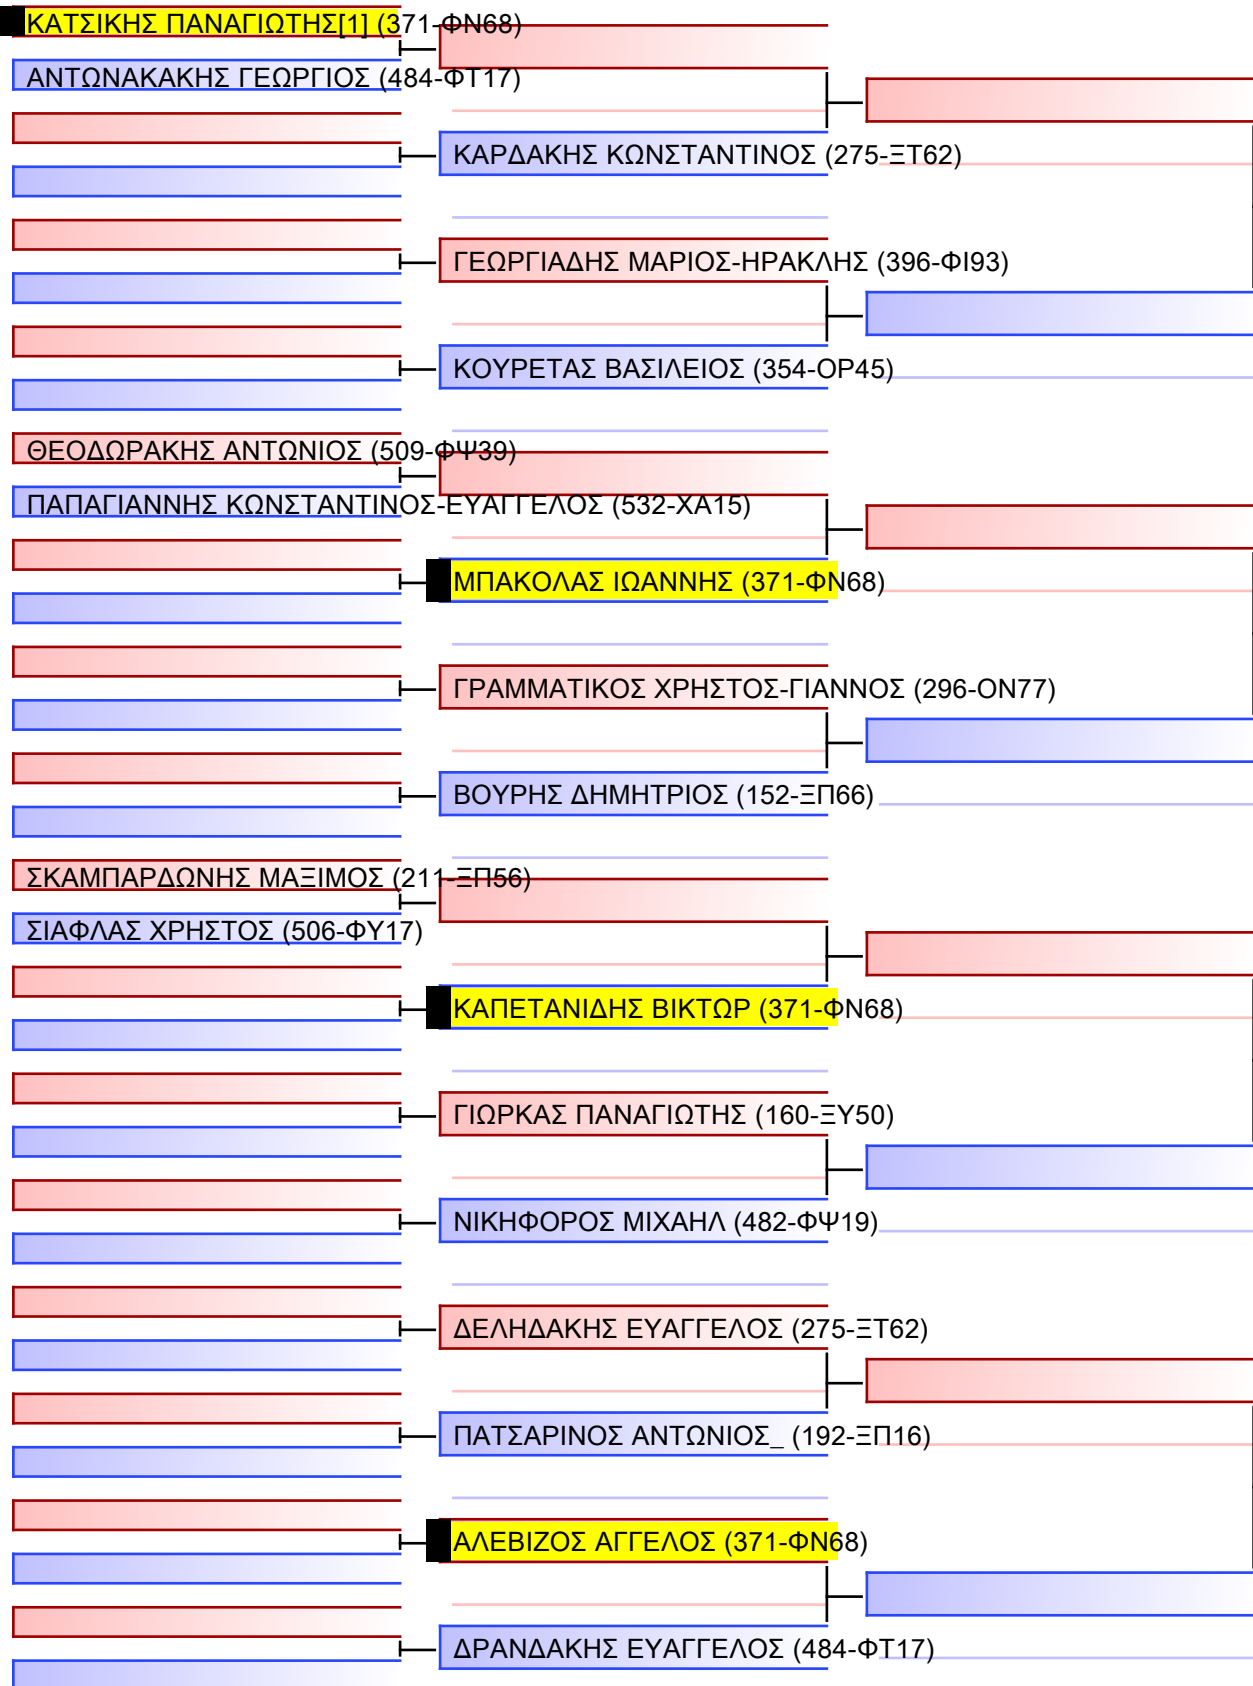 ΚΑΤΣΙΚΗΣ ΠΑΝΑΓΙΩΤΗΣ[1] (371-ΦΝ68)
ΑΝΤΩΝΑΚΑΚΗΣ ΓΕΩΡΓΙΟΣ (484-ΦΤ17)
ΚΑΡΔΑΚΗΣ ΚΩΝΣΤΑΝΤΙΝΟΣ (275-ΞΤ62)
ΓΕΩΡΓΙΑΔΗΣ ΜΑΡΙΟΣ-ΗΡΑΚΛΗΣ (396-ΦΙ93)
ΚΟΥΡΕΤΑΣ ΒΑΣΙΛΕΙΟΣ (354-ΟΡ45)
ΘΕΟΔΩΡΑΚΗΣ ΑΝΤΩΝΙΟΣ (509-ΦΨ39)
ΠΑΠΑΓΙΑΝΝΗΣ ΚΩΝΣΤΑΝΤΙΝΟΣ-ΕΥΑΓΓΕΛΟΣ (532-ΧΑ15)
ΜΠΑΚΟΛΑΣ ΙΩΑΝΝΗΣ (371-ΦΝ68)
ΓΡΑΜΜΑΤΙΚΟΣ ΧΡΗΣΤΟΣ-ΓΙΑΝΝΟΣ (296-ΟΝ77)
ΒΟΥΡΗΣ ΔΗΜΗΤΡΙΟΣ (152-ΞΠ66)
ΣΚΑΜΠΑΡΔΩΝΗΣ ΜΑΞΙΜΟΣ (211-ΞΠ56)
ΣΙΑΦΛΑΣ ΧΡΗΣΤΟΣ (506-ΦΥ17)
ΚΑΠΕΤΑΝΙΔΗΣ ΒΙΚΤΩΡ (371-ΦΝ68)
ΓΙΩΡΚΑΣ ΠΑΝΑΓΙΩΤΗΣ (160-ΞΥ50)
ΝΙΚΗΦΟΡΟΣ ΜΙΧΑΗΛ (482-ΦΨ19)
ΔΕΛΗΔΑΚΗΣ ΕΥΑΓΓΕΛΟΣ (275-ΞΤ62)
ΠΑΤΣΑΡΙΝΟΣ ΑΝΤΩΝΙΟΣ_ (192-ΞΠ16)
ΑΛΕΒΙΖΟΣ ΑΓΓΕΛΟΣ (371-ΦΝ68)
ΔΡΑΝΔΑΚΗΣ ΕΥΑΓΓΕΛΟΣ (484-ΦΤ17)